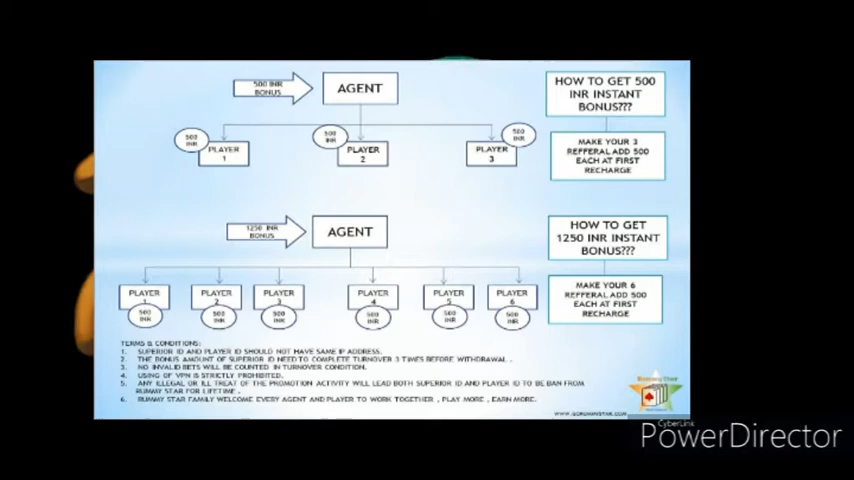 500 INR
BONUS
AGENT
HOW TO GET 500
INR INSTANT
BONUS???
500
INR
PLAYER
1
500
INR
PLAYER
2
500
INR
PLAYER
3
MAKE YOUR 3
REFFERAL ADD 500
EACH AT FIRST
RECHARGE
1250 INR
BONUS
AGENT
HOW TO GET
1250 INR INSTANT
BONUS???
PLAYER
1
500
INR
PLAYER
2
500
INR
PLAYER
3
500
INR
PLAYER
4
500
INR
PLAYER
5
500
INR
PLAYER
6
500
INR
MAKE YOUR 6
REFFERAL ADD 500
EACH AT FIRST
RECHARGE
TERMS & CONDITIONS:
1. SUPERIOR ID AND PLAYER ID SHOULD NOT HAVE SAME IP ADDRESS.
2. THE BONUS AMOUNT OF SUPERIOR ID NEED TO COMPLETE TURNOVER 3 TIMES BEFORE WITHDRAWAL .
3. NO INVALID BETS WILL BE COUNTED IN TURNOVER CONDITION.
4. USING OF VPN IS STRICTLY PROHIBITED.
5. ANY ILLEGAL OR ILL TREAT OF THE PROMOTION ACTIVITY WILL LEAD BOTH SUPERIOR ID AND PLAYER ID TO BE BAN FROM
RUMMY STAR FOR LIFETIME .
6. RUMMY STAR FAMILY WELCOME EVERY AGENT AND PLAYER TO WORK TOGETHER , PLAY MORE , EARN MORE.
Rummy Star
WWW.GORUMMYSTAR.COM
CyberLink
PowerDirector